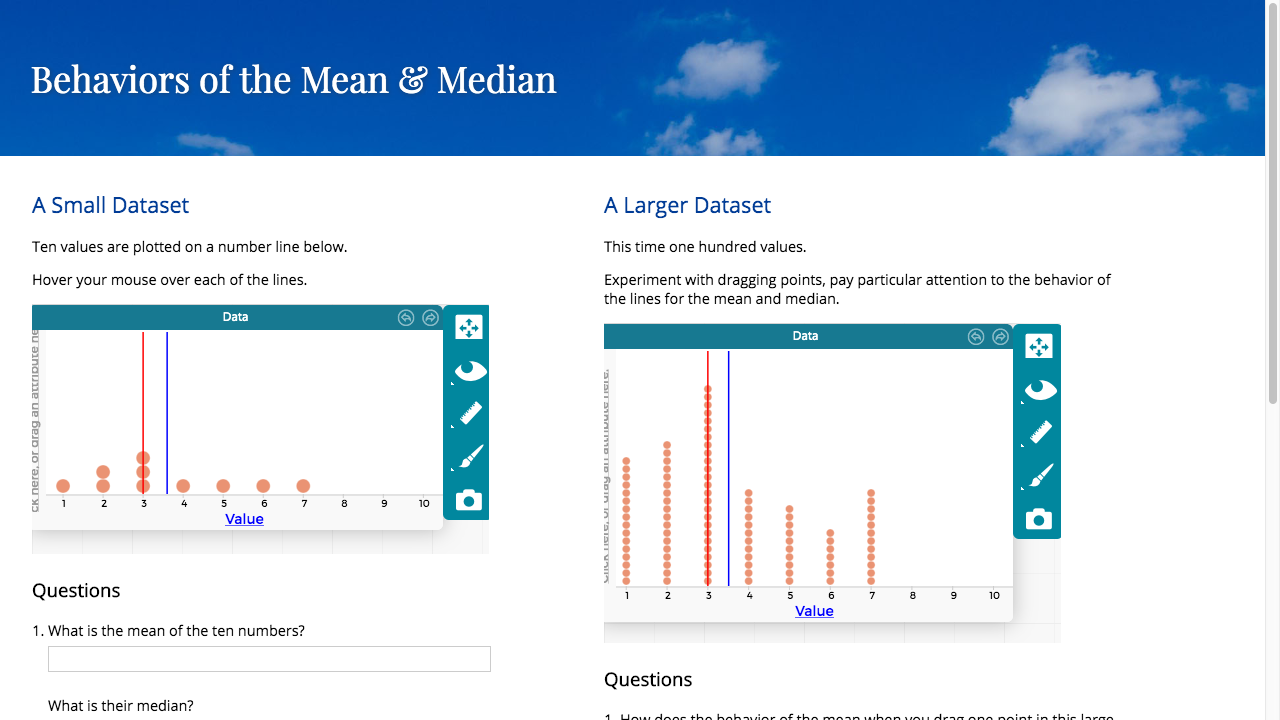 Behaviors of the Mean & Median
A Small Dataset
Ten values are plotted on a number line below.
Hover your mouse over each of the lines.
Data
ck here, or drag an attribute he
1 2 3 4 5 6 7 8 9 10
Value
Questions
1. What is the mean of the ten numbers?
What is their median?
A Larger Dataset
This time one hundred values.
Experiment with dragging points, pay particular attention to the behavior of
the lines for the mean and median.
Data
Click here, or drag an attribute here.
1 2 3 4 5 6 7 8 9 10
Value
Questions
1. How does the behavior of the mean when you drag one point in this large